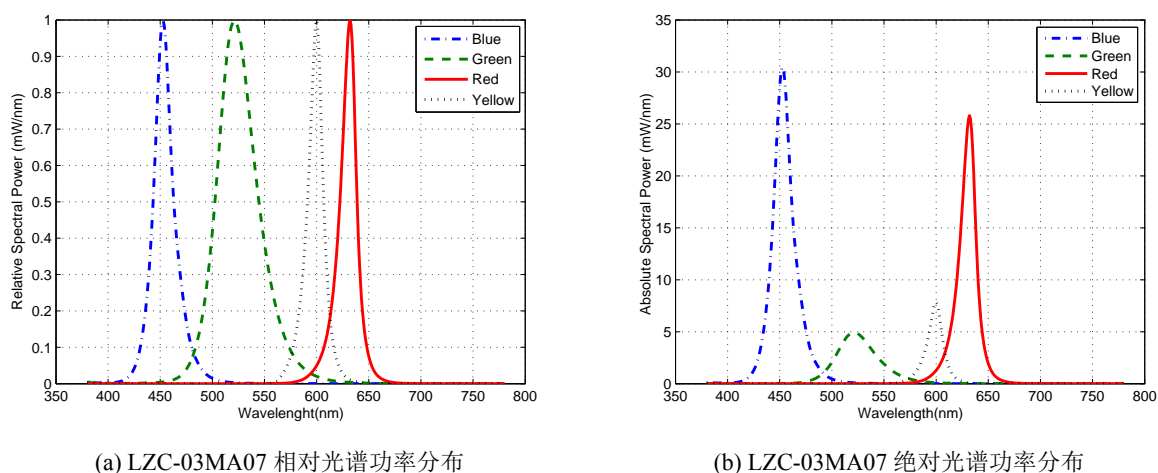 Relative Spectral Power (mW/nm)
1
0.9
0.8
0.7
0.6
0.5
0.4
0.3
0.2
0.1
0
350 400 450 500 550 600 650 700 750 800
Wavelenght(nm)
Blue
Green
Red
Yellow
(a) LZC-03MA07 相对光谱功率分布
Absolute Spectral Power (mW/nm)
35
30
25
20
15
10
5
0
350 400 450 500 550 600 650 700 750 800
Wavelength(nm)
Blue
Green
Red
Yellow
(b) LZC-03MA07 绝对光谱功率分布